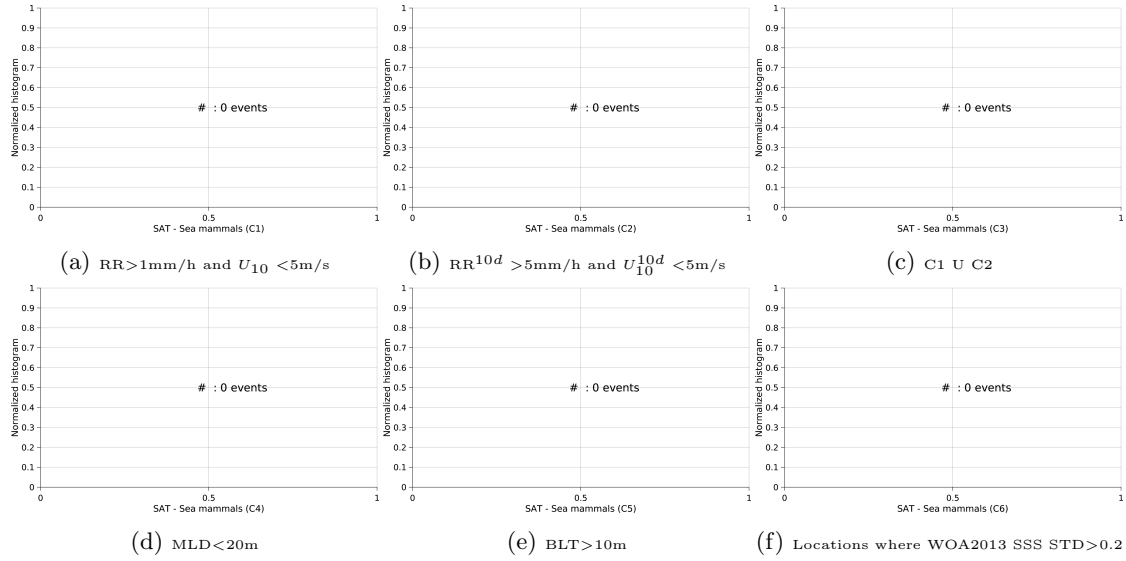 1
0.9
0.8
0.7
0.6
0.5
0.4
0.3
0.2
0.1
0
Normalized histogram
# : 0 events
0 0.5 1
SAT - Sea mammals (C1)
(a) RR>1mm/h and U10 <5m/s
1
0.9
0.8
0.7
0.6
0.5
0.4
0.3
0.2
0.1
0
Normalized histogram
# : 0 events
0 0.5 1
SAT - Sea mammals (C2)
(b) RR10d >5mm/h and U10d10 <5m/s
1
0.9
0.8
0.7
0.6
0.5
0.4
0.3
0.2
0.1
0
Normalized histogram
# : 0 events
0 0.5 1
SAT - Sea mammals (C3)
(c) C1 U C2
1
0.9
0.8
0.7
0.6
0.5
0.4
0.3
0.2
0.1
0
Normalized histogram
# : 0 events
0 0.5 1
SAT - Sea mammals (C4)
(d) MLD<20m
1
0.9
0.8
0.7
0.6
0.5
0.4
0.3
0.2
0.1
0
Normalized histogram
# : 0 events
0 0.5 1
SAT - Sea mammals (C5)
(e) BLT>10m
1
0.9
0.8
0.7
0.6
0.5
0.4
0.3
0.2
0.1
0
Normalized histogram
# : 0 events
0 0.5 1
SAT - Sea mammals (C6)
(f) Locations where WOA2013 SSS STD>0.2